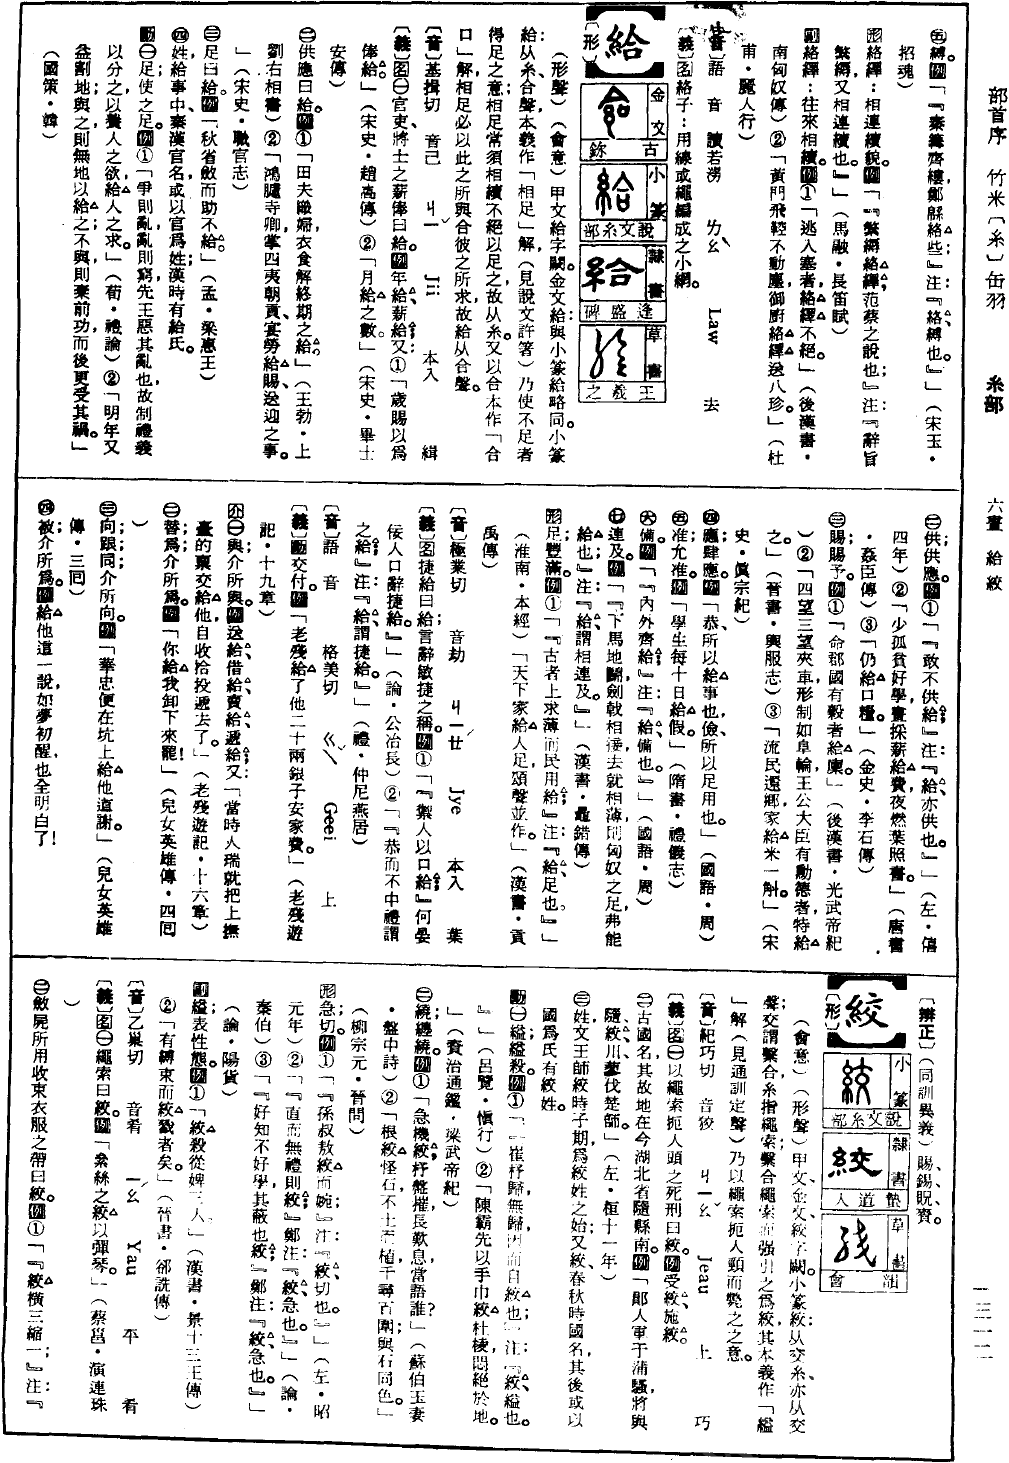 部首序　竹米〔糸〕缶羽　　糸部　　六畫　給絞
一三一二
㊄縛。例「『秦篝齊縷鄭緜絡些』注『絡縛也。』」（宋玉・
招魂）
形絡繹：相連續貌。例「『繁縟絡繹，范蔡之說也』注『辭旨
繁縟，又相連續也。』」（馬融・長笛賦）
副絡繹：往來相續。例①「逃入塞者絡繹不絕。」（後漢書・
南匈奴傳）②「黃門飛鞚不動塵，御廚絡繹送八珍。」（杜
甫・麗人行）
〔音〕語　音　讀若澇　ㄌㄠˋ　Law　去
〔義〕名絡子：用線或繩編成之小網。
給
金文　古鉨
小篆　說文糸部
隸書　逢盛碑
草書　王羲之
〔形〕
（形聲）（會意）甲文給字闕。金文給與小篆給略同。小篆
給从糸、合聲，本義作「相足」解，（見說文許箸）乃使不足者
得足之意；相足常須相續不絕以足之，故从糸。又以合本作「合
口」解，相足必以此之所與合彼之所求，故給从合聲。
〔音〕基揖切　音己　ㄐㄧˇ　Jii　本入　緝
〔義〕名㊀官吏將士之薪俸曰給。例年給、薪給。又①「歲賜以爲
俸給。」（宋史・趙高傳）②「月給之數。」（宋史・畢士
安傳）
㊁供應曰給。例①「田夫儎婦，衣食解終期之給。」（王勃・上
劉右相書）②「鴻臚寺卿，掌四夷朝貢、宴勞、給賜、送迎之事。
」（宋史・職官志）
㊂足曰給。例「秋省斂而助不給。」（孟・梁惠王）
㊃姓，給事中，秦漢官名，或以官爲姓，漢時有給氏。
動㊀足，使之足。例①「爭則亂，亂則窮，先王惡其亂也，故制禮義
以分之，以養人之欲，給人之求。」（荀・禮論）②「明年又
益割地，與之，則無地以給之；不與，則棄前功，而後更受其禍。」
（國策・韓）
㊁供；供應。例①「『敢不供給』注：『給亦供也。』」（左・僖
四年）②「少孤貧，好學，晝採薪給費，夜燃葉照書。」（唐書
・蔡臣傳）③「仍給口糧。」（金史・李石傳）
㊂賜；賜予。例①「命郡國有穀者給廩。」（後漢書・光武帝紀
）②「四望、三望、夾車，形制如阜輪，王公大臣有勳德者特給
之。」（晉書・輿服志）③「流民還鄉，家給米一斛。」（宋
史・眞宗紀）
㊃應；肆應。例「恭所以給事也，儉所以足用也。」（國語・周）
㊄准；允准。例「學生每十日給假。」（隋書・禮儀志）
㊅備。例「『內外齊給』注：『給備也。』」（國語・周）
㊆連及。例「『下馬地鬬，劍戟相接，去就相薄，則匈奴之足弗能
給也』注：『給謂相連及。』」（漢書・鼂錯傳）
形足；豐滿。例①「『古者上求薄而民用給』注：『給足也。』」
（淮南・本經）「天下家給人足，頌聲並作。」（漢書・貢
禹傳）
〔音〕極業切　音劫　ㄐㄧㄝˊ　Jye　本入　葉
〔義〕名捷給曰給：言辭敏捷之稱。例①「『禦人以口給』何晏：
佞人口辭捷給。』」（論・公冶長）②「『恭而不中禮謂
之給』注：『給謂捷給。』」（禮・仲尼燕居）
〔音〕語　音　格美切　ㄍㄟˇ　Geei　上
〔義〕動交付。例「老殘給了他二十兩銀子安家費。」（老殘遊
記・十九章）
介㊀與：介所與。例送給、借給、賣給、遞給。又：「當時人瑞就把上撫
臺的稟交給他，自收拾投遞去了。」（老殘遊記・十六章）
㊁替：爲：介所爲。例「你給我卸下來罷！」（兒女英雄傳・四回
）
㊂向；跟；同：介所向。例「華忠便在坑上給他道謝。」（兒女英雄
傳・三回）
㊃被：介所爲。例給他這一說，如夢初醒，也全明白了！
〔辨正〕（同訓異義）賜、錫、貺、賚。
絞
小篆　說文糸部
隸書　堅道人
草書　韻會
〔形〕
（會意）（形聲）甲文、金文絞字闕。小篆絞：从交糸，亦从交
聲，交謂繫合，糸指繩索；繫合繩索而強引之爲絞，其本義作「縊
」解，（見通訓定聲）乃以繩索扼人頸而斃之之意。
〔音〕紀巧切　音狡　ㄐㄧㄠˇ　Jeau　上　巧
〔義〕名㊀以繩索扼人頭之死刑曰絞。例受絞、施絞。
㊁古國名，其故地在今湖北省隨縣南。例「鄖人軍于蒲騷，將與
隨、絞、州、蓼伐楚師。」（左・桓十一年）
㊂姓，文王師絞時子期，爲絞姓之始；又絞，春秋時國名，其後或以
國爲氏，有絞姓。
動㊀縊；縊殺。例①「『崔杼歸無歸，因而自絞也』注：『絞縊也。
』」（呂覽・愼行）②「陳霸先以手巾絞杜稜，悶絕於地。
」（資治通鑑・梁武帝紀）
㊁繞；纏繞。例①「急機絞，杼聲摧，長歎息，當語誰？」（蘇伯玉妻
・盤中詩）②「根絞怪石，不土而植，千尋百圍，與石同色。」
（柳宗元・晉問）
形急切。例①「『孫叔敖絞而婉』注：『絞切也。』」（左・昭
元年）②「『直而無禮則絞』鄭注：『絞急也。』」（論・
泰伯）③「『好知不好學，其蔽也絞』鄭注：『絞急也。』」
（論・陽貨）
副縊：表性態。例①「絞殺從婢三人。」（漢書・景十三王傳）
②「有縛束而絞戮者矣。」（晉書・郤詵傳）
〔音〕乙巢切　音肴　ㄧㄠˊ　Yau　平　肴
〔義〕名㊀繩索曰絞。例「衆絲之絞以彈琴。」（蔡邕・演連珠
）
㊁斂屍所用收束衣服之帶曰絞。例①「『絞橫三縮一』注：『